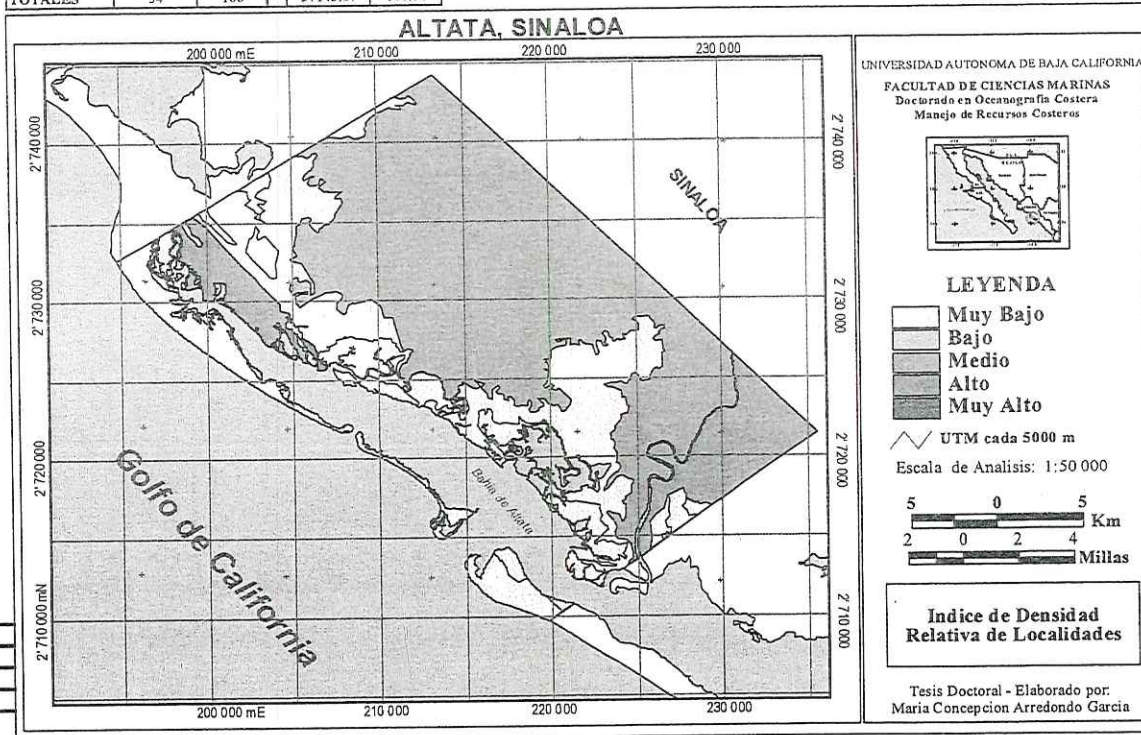 TOTALES
ALTATA, SINALOA
200 000 mE 210 000 220 000 230 000
2'740 000
2'730 000
2'720 000
2'710 000 mN
SINALOA
Golfo de California
Bahia de Altata
2'740 000
2'730 000
2'720 000
2'710 000
200 000 mE 210 000 220 000 230 000
UNIVERSIDAD AUTONOMA DE BAJA CALIFORNIA
FACULTAD DE CIENCIAS MARINAS
Doctorado en Oceanografia Costera
Manejo de Recursos Costeros
LEYENDA
Muy Bajo
Bajo
Medio
Alto
Muy Alto
UTM cada 5000 m
Escala de Analisis: 1:50 000
5 0 5
Km
2 0 2 4
Millas
Indice de Densidad
Relativa de Localidades
Tesis Doctoral - Elaborado por:
Maria Concepcion Arredondo Garcia